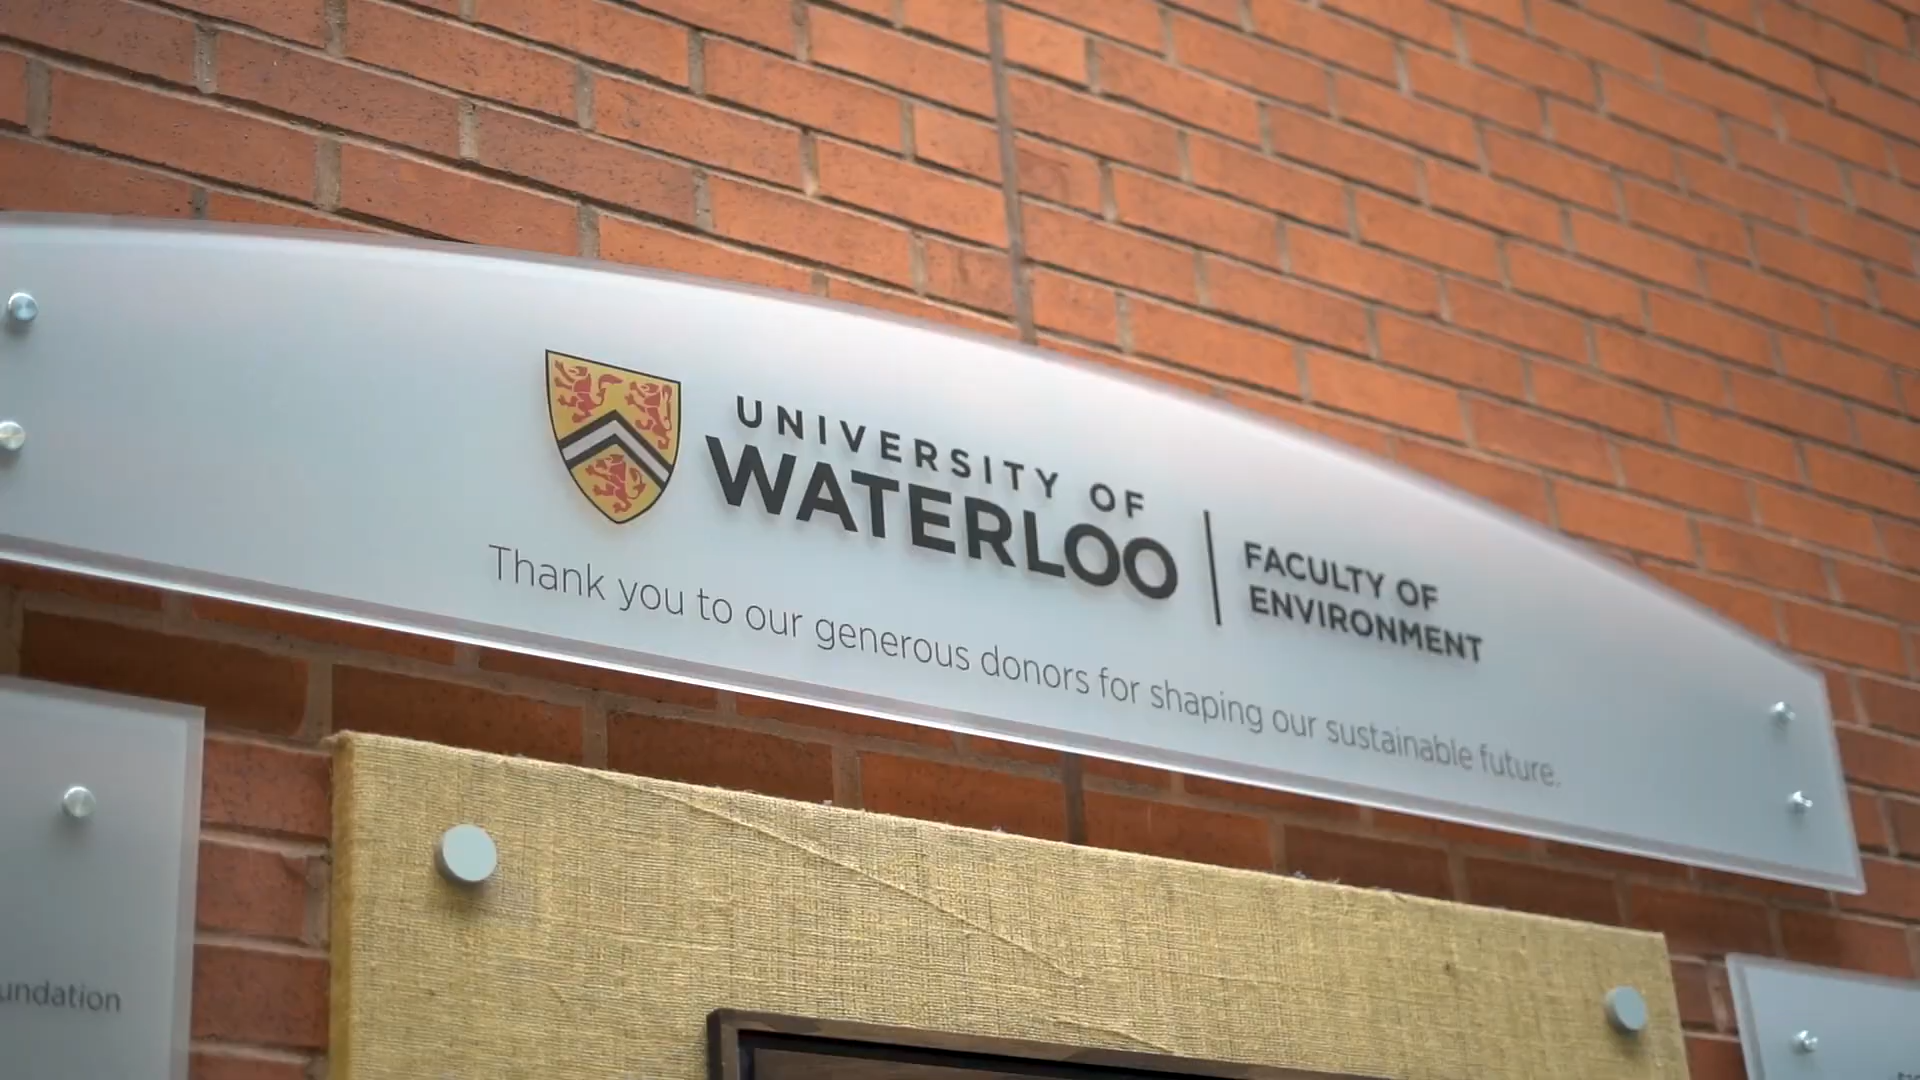 UNIVERSITY OF
WATERLOO
FACULTY OF
ENVIRONMENT
Thank you to our generous donors for shaping our sustainable future.
undation